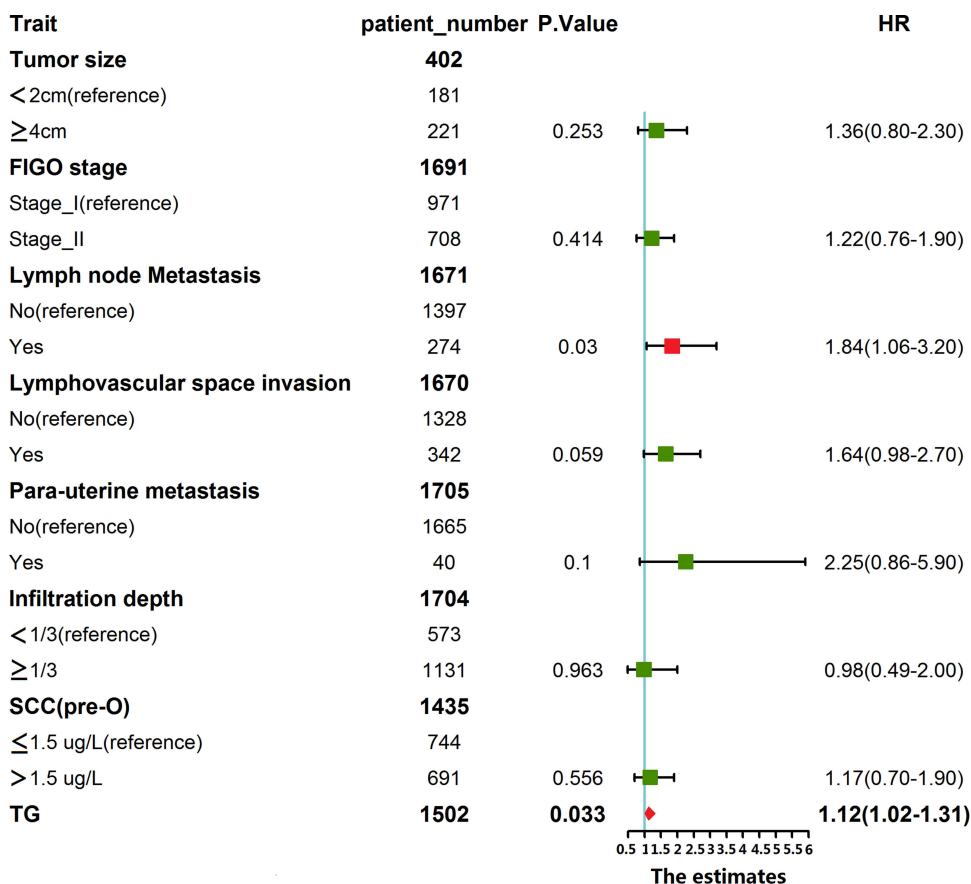 Trait patient_number P.Value HR
Tumor size 402
<2cm(reference) 181
≥4cm 221 0.253 1.36(0.80-2.30)
FIGO stage 1691
Stage_I(reference) 971
Stage_II 708 0.414 1.22(0.76-1.90)
Lymph node Metastasis 1671
No(reference) 1397
Yes 274 0.03 1.84(1.06-3.20)
Lymphovascular space invasion 1670
No(reference) 1328
Yes 342 0.059 1.64(0.98-2.70)
Para-uterine metastasis 1705
No(reference) 1665
Yes 40 0.1 2.25(0.86-5.90)
Infiltration depth 1704
<1/3(reference) 573
≥1/3 1131 0.963 0.98(0.49-2.00)
SCC(pre-O) 1435
≤1.5 ug/L(reference) 744
>1.5 ug/L 691 0.556 1.17(0.70-1.90)
TG 1502 0.033 1.12(1.02-1.31)
0.5 1 1.5 2 2.5 3 3.5 4 4.5 5 5.5 6
The estimates